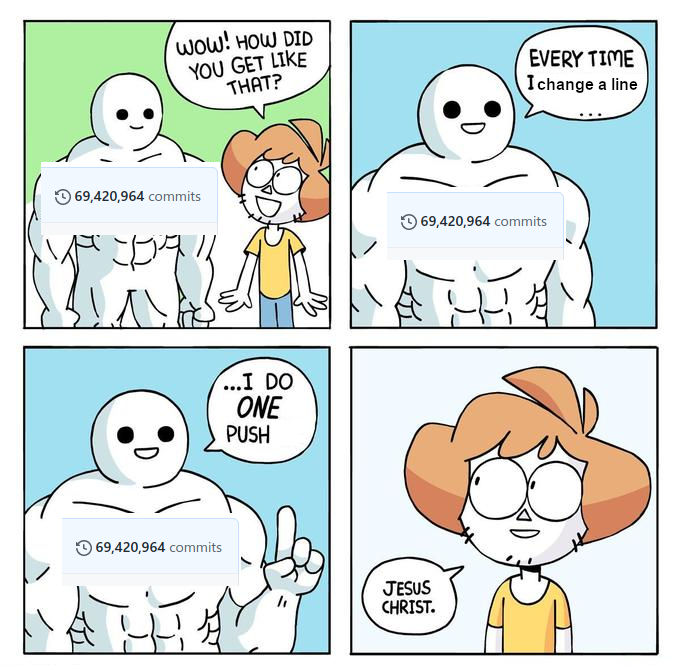 WOW! HOW DID
YOU GET LIKE
THAT?
69,420,964 commits
EVERY TIME
I change a line
...
69,420,964 commits
...I DO
ONE
PUSH
69,420,964 commits
JESUS
CHRIST.